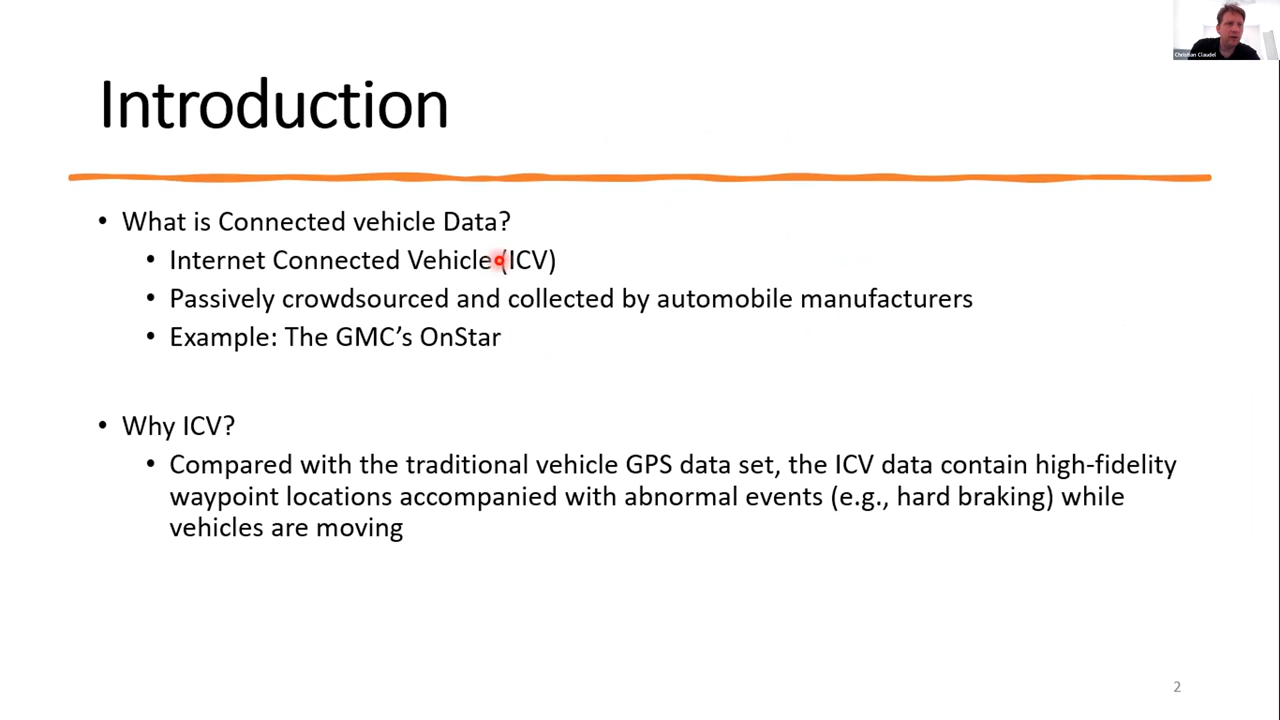 Christian Claudel
Introduction
• What is Connected vehicle Data?
• Internet Connected Vehicle (ICV)
• Passively crowdsourced and collected by automobile manufacturers
• Example: The GMC’s OnStar
• Why ICV?
• Compared with the traditional vehicle GPS data set, the ICV data contain high-fidelity
waypoint locations accompanied with abnormal events (e.g., hard braking) while
vehicles are moving
2